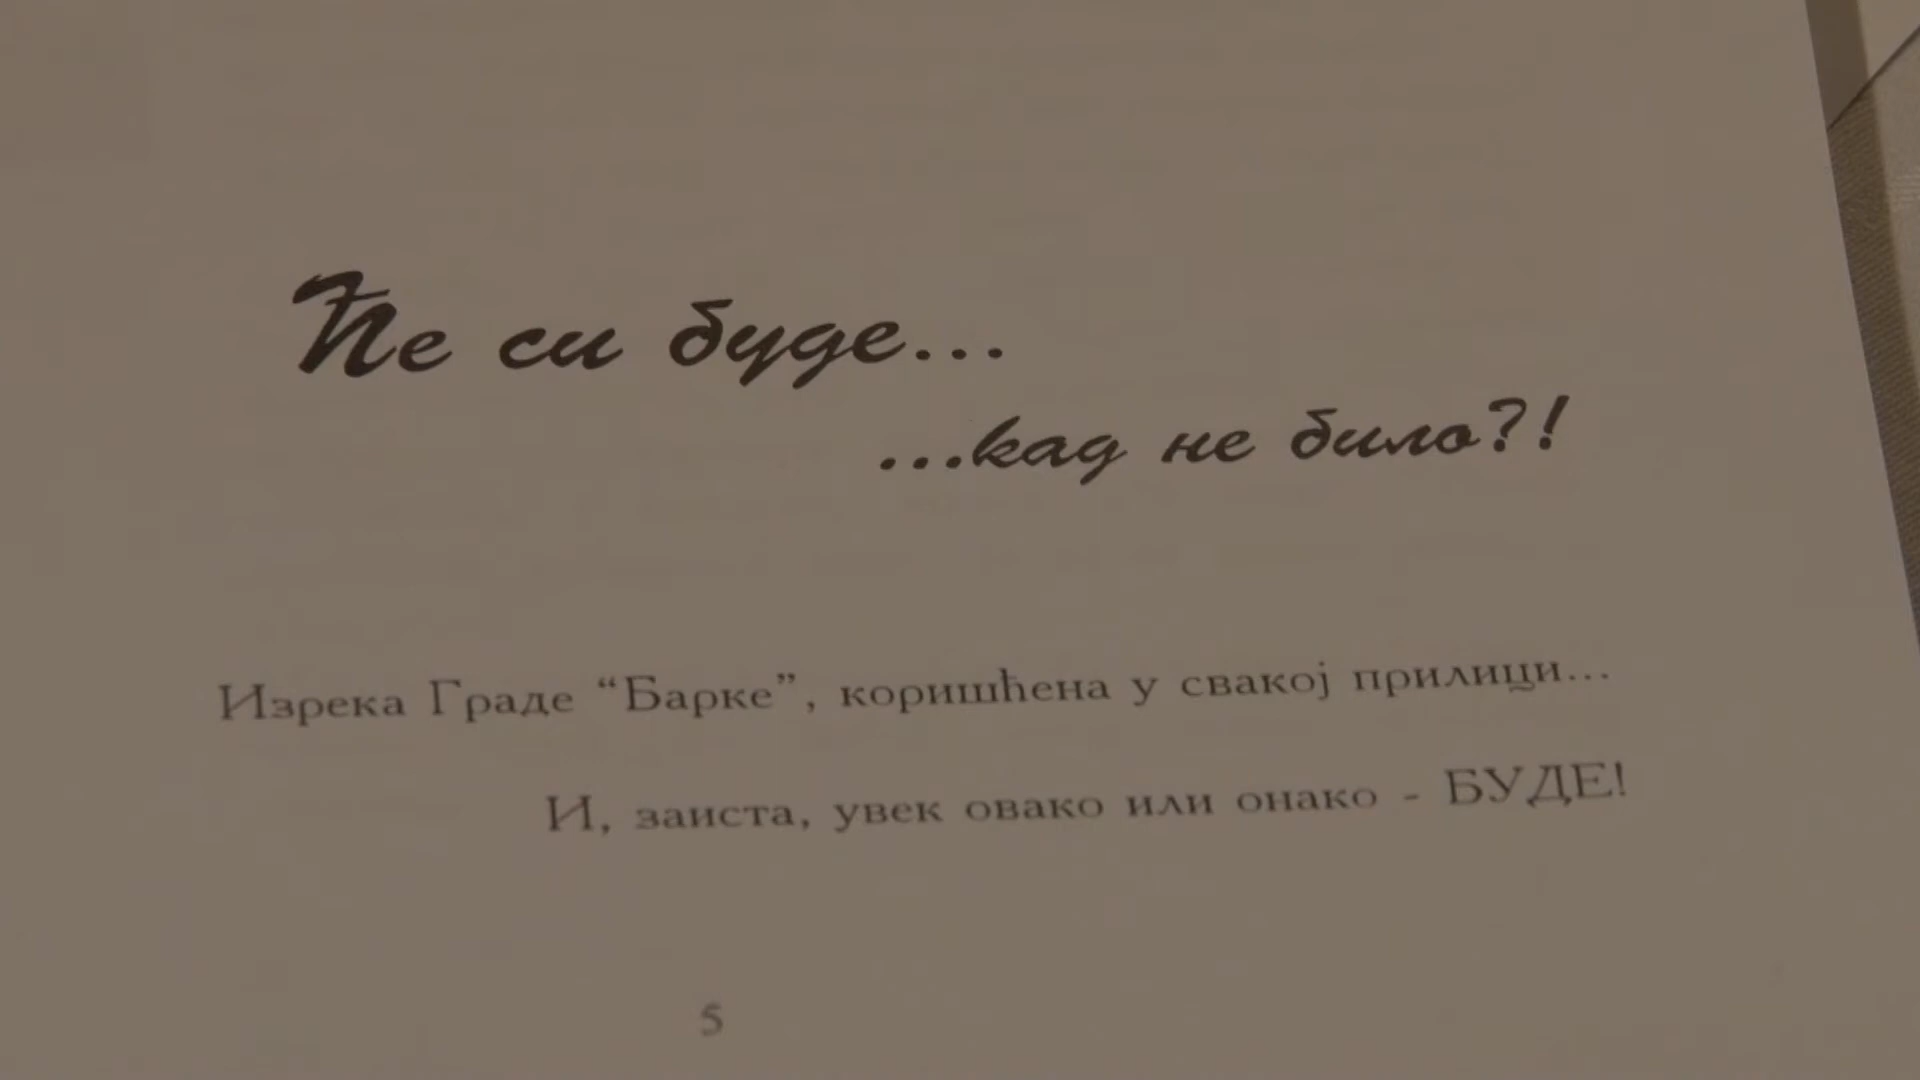 Ће си буде...
...кад не било?!
Изрека Граде “Барке”, коришћена у свакој прилици...
И, заиста, увек овако или онако - БУДЕ!
5